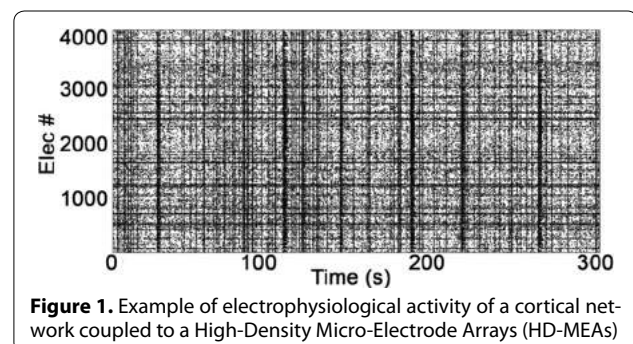 4000
3000
2000
1000
Elec #
0 100 200 300
Time (s)
Figure 1. Example of electrophysiological activity of a cortical net-
work coupled to a High-Density Micro-Electrode Arrays (HD-MEAs)